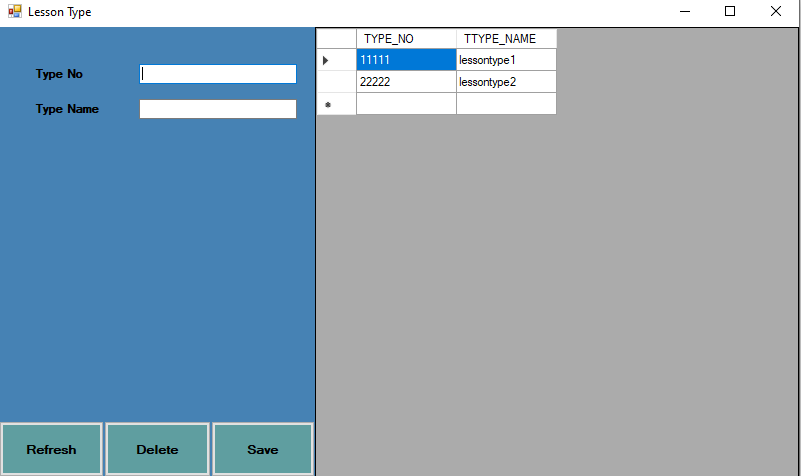 Lesson Type
Type No
Type Name
Refresh Delete Save
TYPE_NO TTYPE_NAME
11111 lessontype1
22222 lessontype2